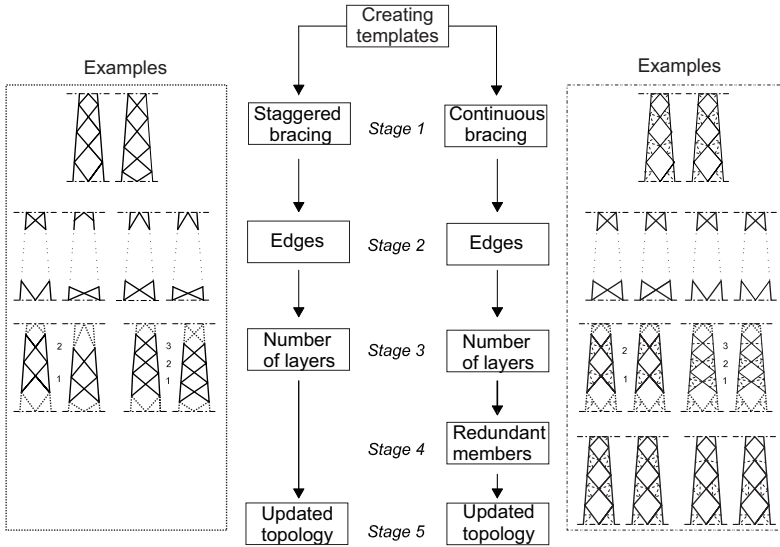 Creating
templates
Examples
Examples
Staggered
bracing
Stage 1
Continuous
bracing
Edges
Stage 2
Edges
2
1
3
2
1
Number
of layers
Stage 3
Number
of layers
2
1
3
2
1
Stage 4
Redundant
members
Updated
topology
Stage 5
Updated
topology